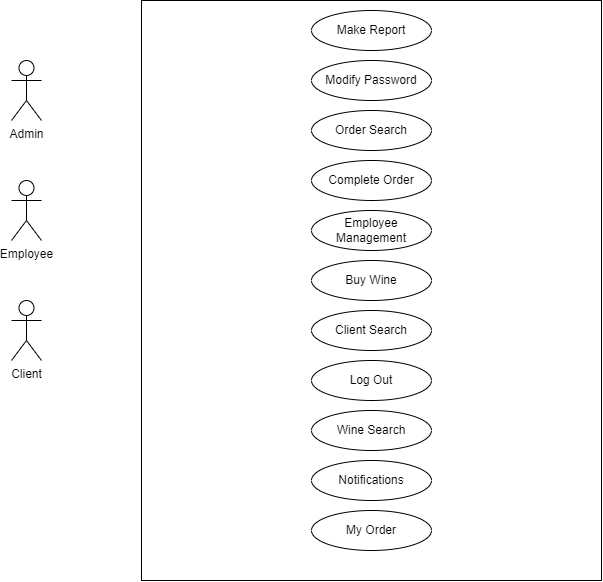 Make Report
Modify Password
Admin
Order Search
Complete Order
Employee
Management
Employee
Buy Wine
Client Search
Client
Log Out
Wine Search
Notifications
My Order